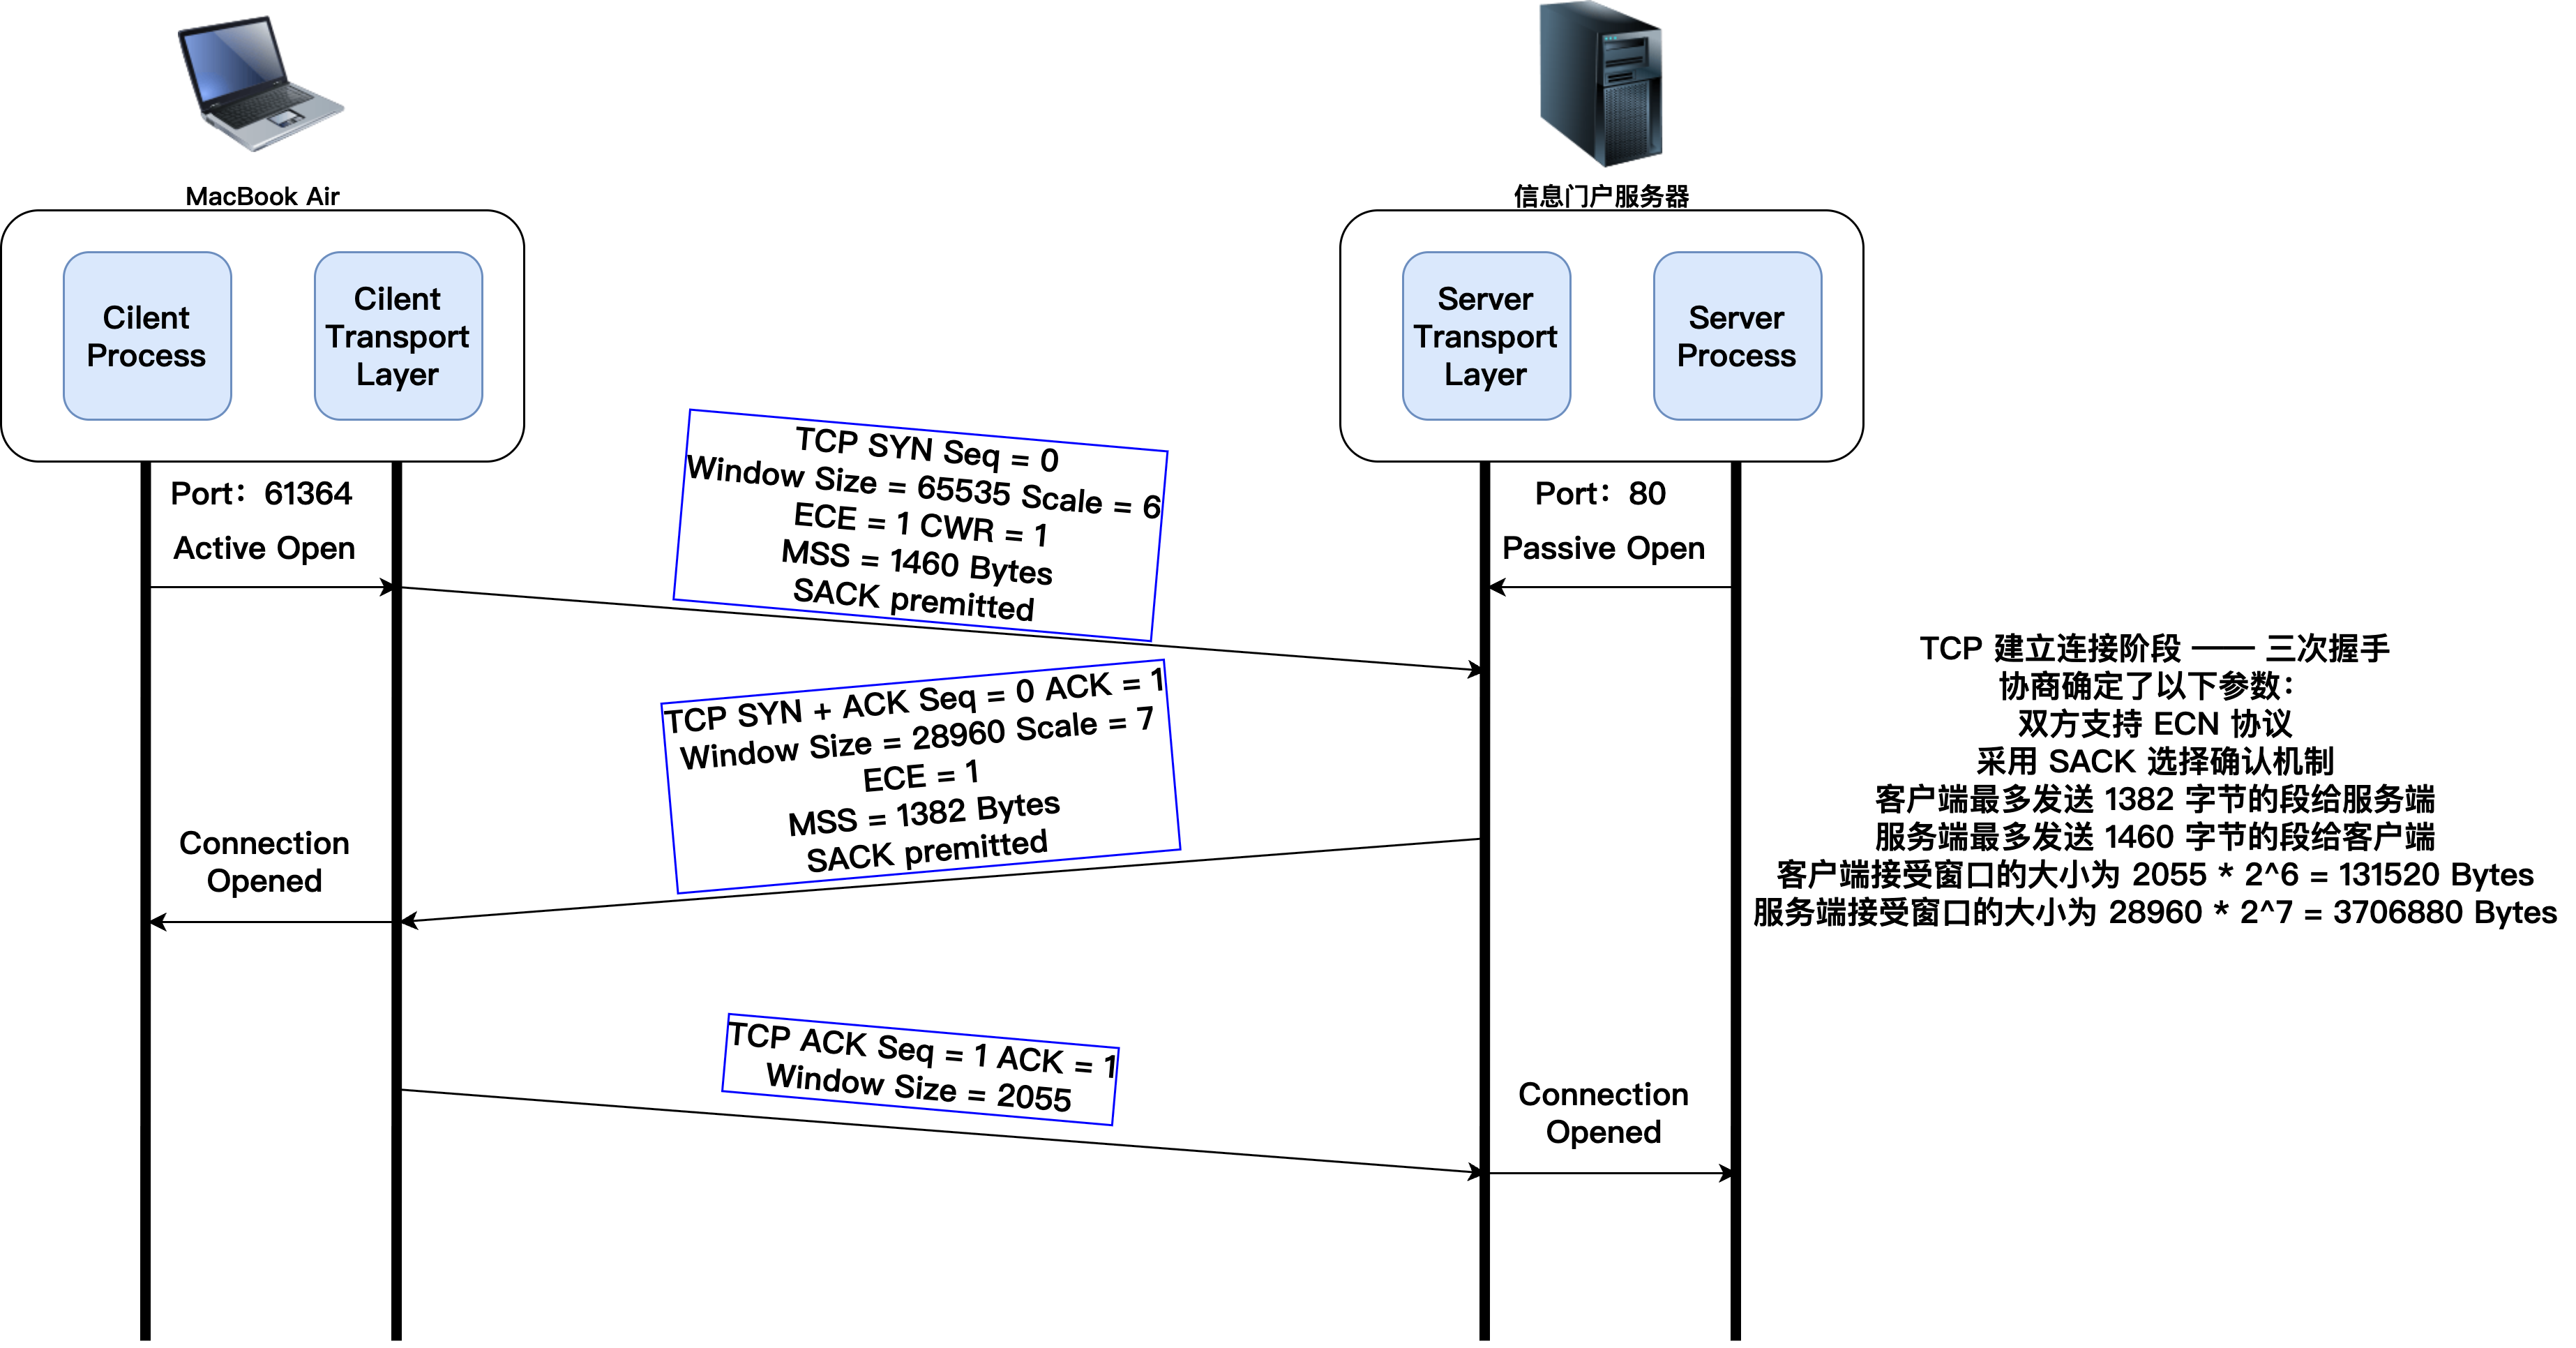 MacBook Air
信息门户服务器
Cilent
Process
Cilent
Transport
Layer
Server
Transport
Layer
Server
Process
Port：61364
Active Open
TCP SYN Seq = 0
Window Size = 65535 Scale = 6
ECE = 1 CWR = 1
MSS = 1460 Bytes
SACK premitted
Port：80
Passive Open
TCP SYN + ACK Seq = 0 ACK = 1
Window Size = 28960 Scale = 7
ECE = 1
MSS = 1382 Bytes
SACK premitted
Connection
Opened
TCP 建立连接阶段 —— 三次握手
协商确定了以下参数：
双方支持 ECN 协议
采用 SACK 选择确认机制
客户端最多发送 1382 字节的段给服务端
服务端最多发送 1460 字节的段给客户端
客户端接受窗口的大小为 2055 * 2^6 = 131520 Bytes
服务端接受窗口的大小为 28960 * 2^7 = 3706880 Bytes
TCP ACK Seq = 1 ACK = 1
Window Size = 2055
Connection
Opened